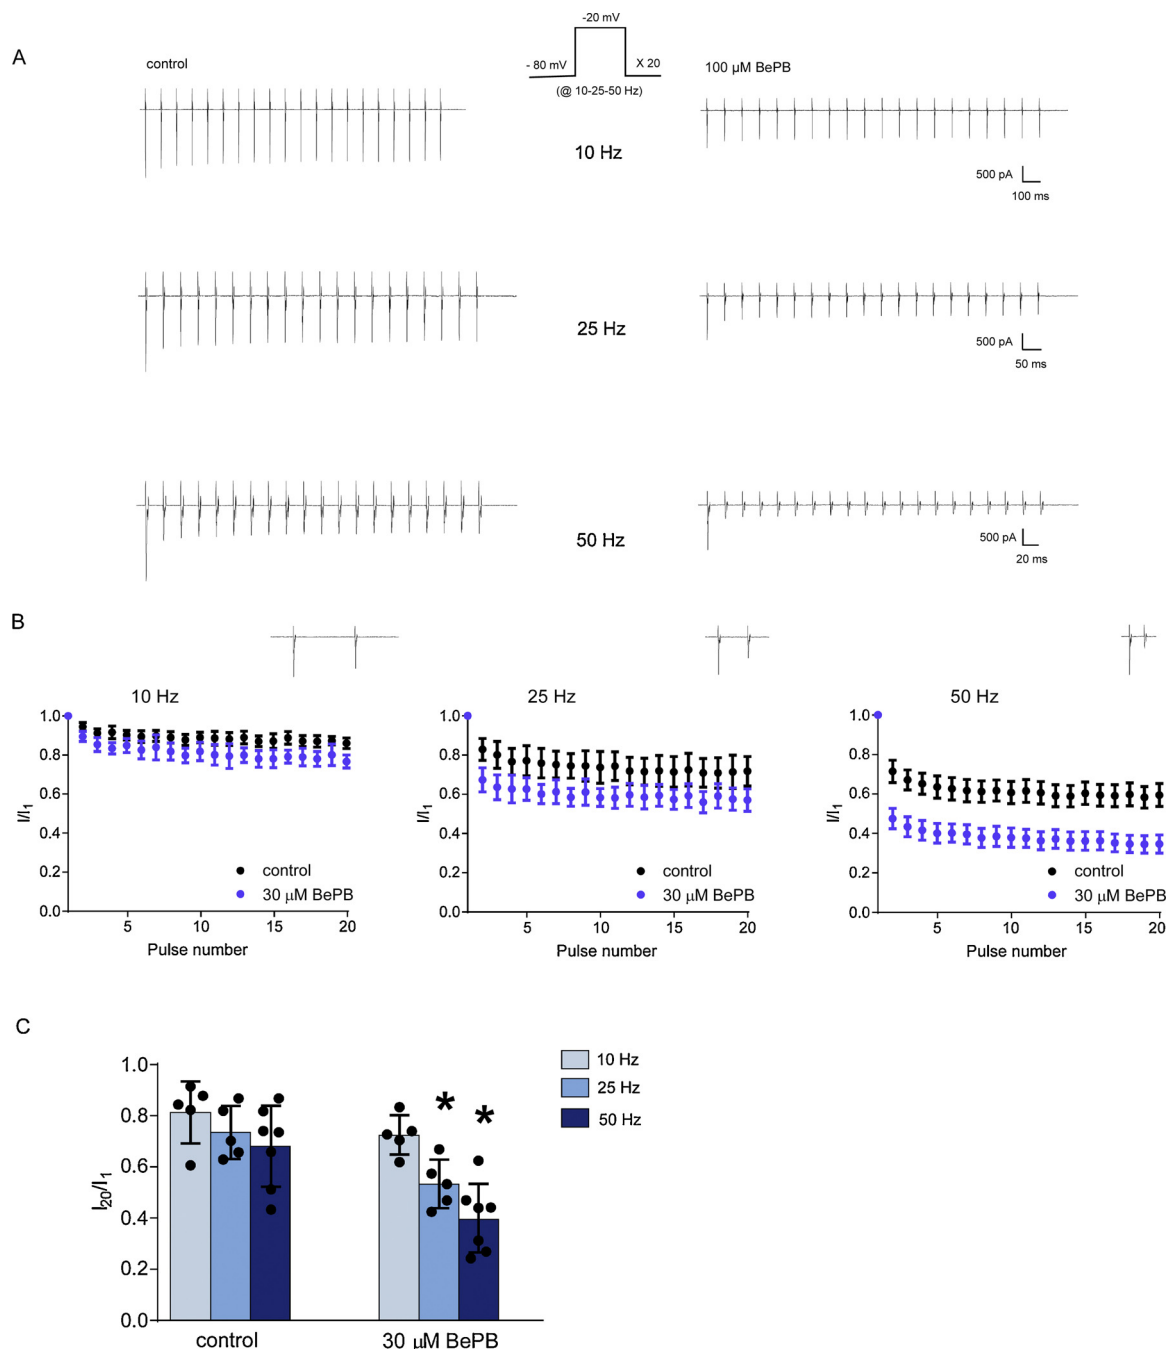 A
control
-20 mV
- 80 mV
X 20
(@ 10-25-50 Hz)
100 µM BePB
10 Hz
500 pA
100 ms
25 Hz
500 pA
50 ms
50 Hz
500 pA
20 ms
B
10 Hz
1.0
0.8
0.6
0.4
0.2
0.0
I/I1
5
10
15
20
Pulse number
control
30 µM BePB
25 Hz
1.0
0.8
0.6
0.4
0.2
0.0
I/I1
5
10
15
20
Pulse number
control
30 µM BePB
50 Hz
1.0
0.8
0.6
0.4
0.2
0.0
I/I1
5
10
15
20
Pulse number
control
30 µM BePB
C
1.0
0.8
0.6
0.4
0.2
0.0
I20/I1
* *
control
30 µM BePB
10 Hz
25 Hz
50 Hz